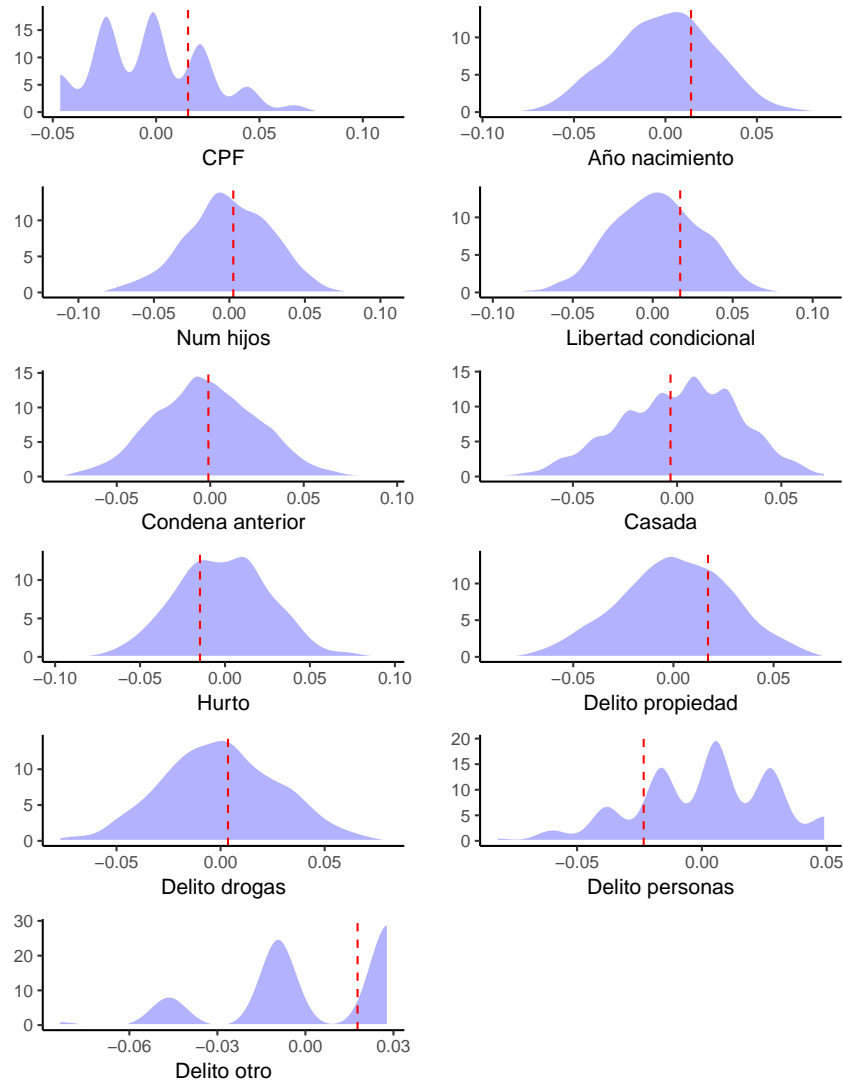 15
10
5
0
−0.05 0.00 0.05 0.10
CPF
10
5
0
−0.10 −0.05 0.00 0.05
Año nacimiento
10
5
0
−0.10 −0.05 0.00 0.05 0.10
Num hijos
10
5
0
−0.10 −0.05 0.00 0.05 0.10
Libertad condicional
15
10
5
0
−0.05 0.00 0.05 0.10
Condena anterior
15
10
5
0
−0.05 0.00 0.05
Casada
10
5
0
−0.10 −0.05 0.00 0.05 0.10
Hurto
10
5
0
−0.05 0.00 0.05
Delito propiedad
10
5
0
−0.05 0.00 0.05
Delito drogas
20
15
10
5
0
−0.05 0.00 0.05
Delito personas
30
20
10
0
−0.06 −0.03 0.00 0.03
Delito otro